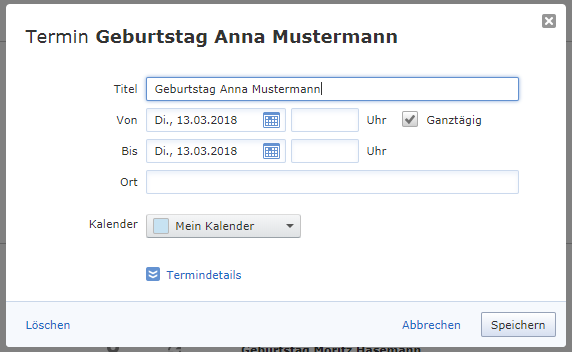 Termin Geburtstag Anna Mustermann
Titel Geburtstag Anna Mustermann
Von Di., 13.03.2018 Uhr Ganztägig
Bis Di., 13.03.2018 Uhr
Ort
Kalender Mein Kalender
Termindetails
Löschen Abbrechen Speichern
Geburtstag Moritz Hasemann